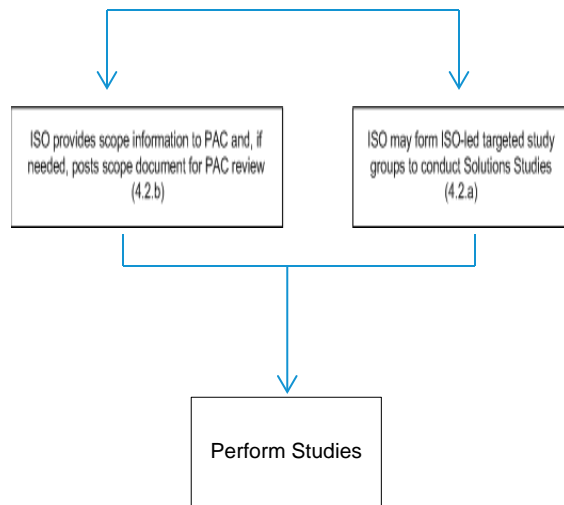 ISO provides scope information to PAC and, if
needed, posts scope document for PAC review
(4.2.b)
ISO may form ISO-led targeted study
groups to conduct Solutions Studies
(4.2.a)
Perform Studies